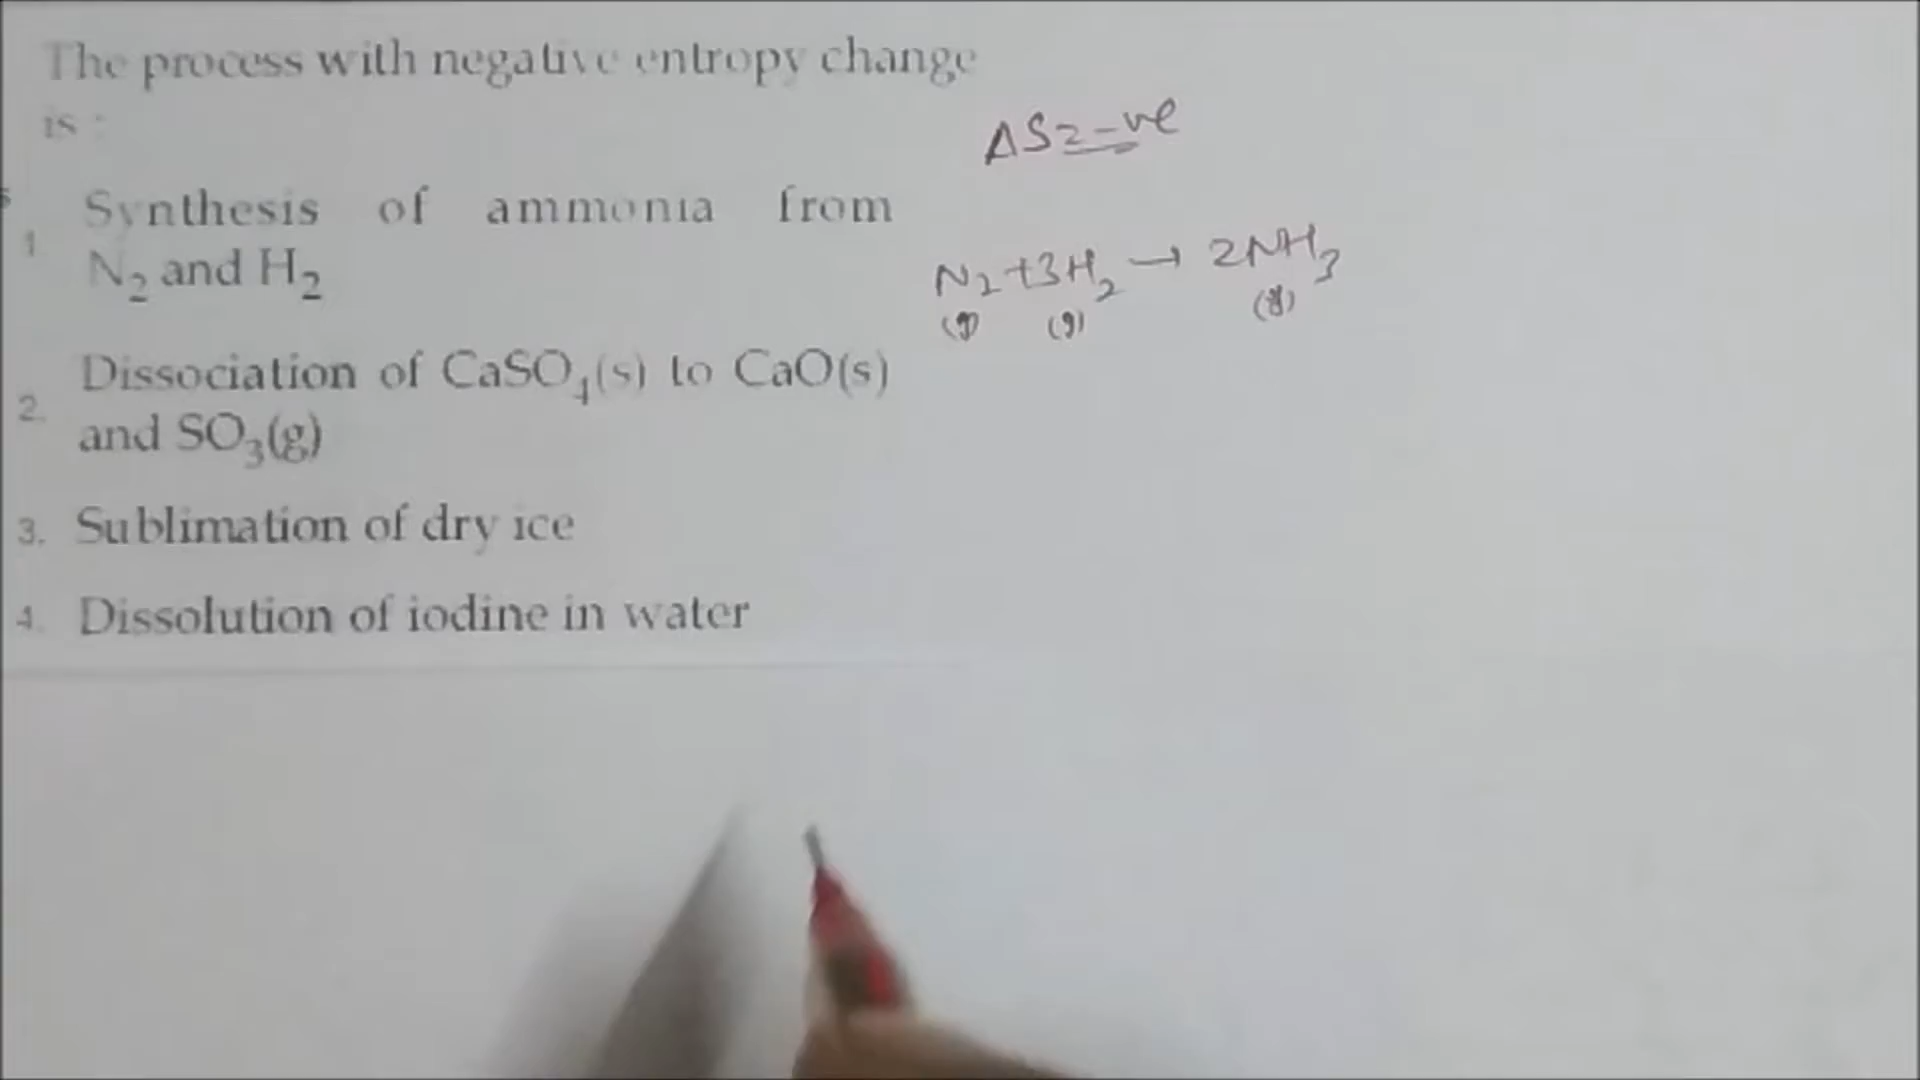 The process with negative entropy change
is :
ΔS=-ve
1. Synthesis of ammonia from
N₂ and H₂
N₂+3H₂→2NH₃
(g) (g) (g)
2. Dissociation of CaSO₄(s) to CaO(s)
and SO₃(g)
3. Sublimation of dry ice
4. Dissolution of iodine in water